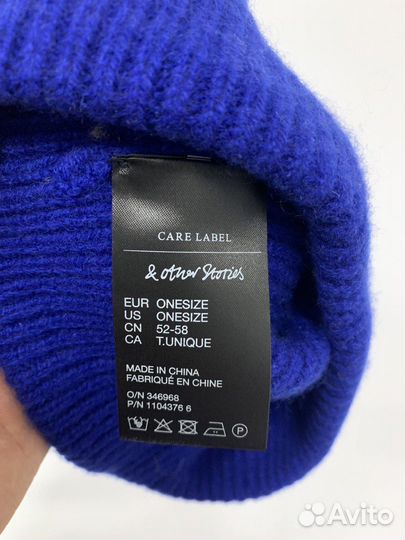 CARE LABEL
& other Stories
EUR ONESIZE
US ONESIZE
CN 52-58
CA T.UNIQUE
MADE IN CHINA
FABRIQUÉ EN CHINE
O/N 346968
P/N 1104376 6
P
Avito